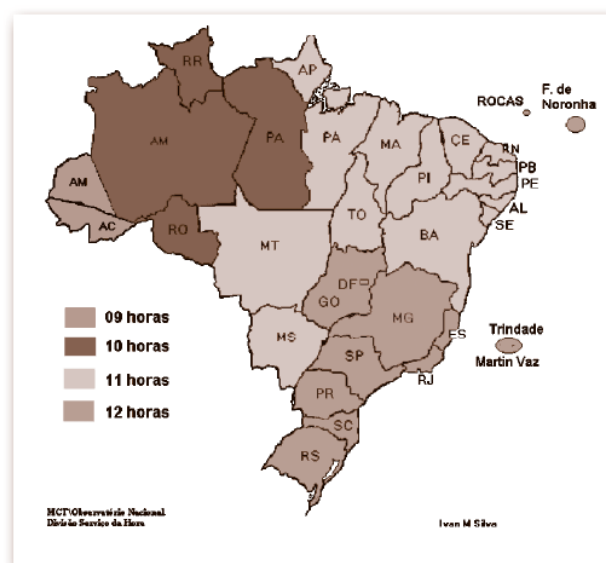 RR
AP
ROCAS
F. de
Noronha
AM
PA
PA
MA
CE
RN
PB
PI
PE
AM
AC
RO
TO
AL
SE
BA
MT
DF
GO
09 horas
10 horas
11 horas
12 horas
MG
MS
ES
Trindade
Martin Vaz
SP
RJ
PR
SC
RS
MCT\Observatório Nacional
Divisão Serviço da Hora
Ivan M Silva